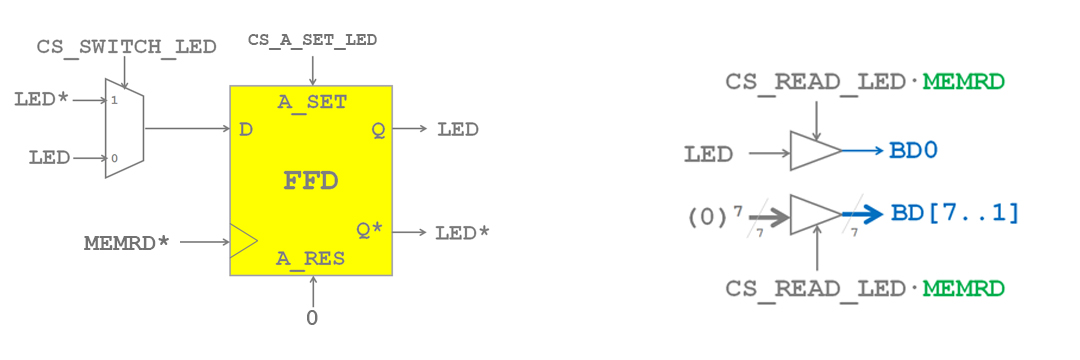 CS_SWITCH_LED
CS_A_SET_LED
LED*
1
LED
0
A_SET
D
Q
LED
FFD
MEMRD*
Q*
LED*
A_RES
0
CS_READ_LED·MEMRD
LED
BD0
(0)⁷
7
7
BD[7..1]
CS_READ_LED·MEMRD